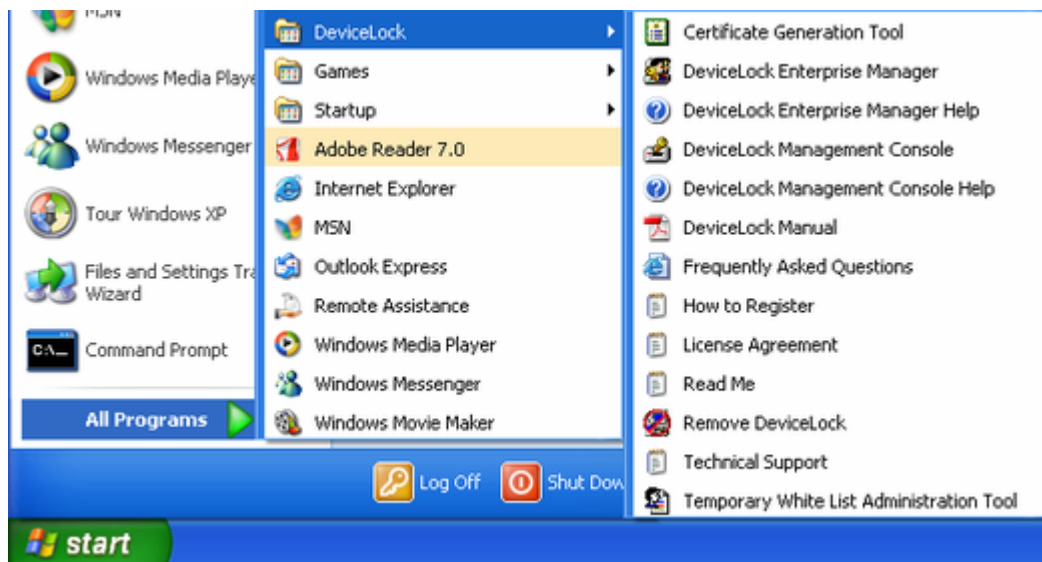 MSN
Windows Media Playe
Windows Messenger
Tour Windows XP
Files and Settings Tra
Wizard
C:\_
Command Prompt
All Programs
DeviceLock
Games
Startup
Adobe Reader 7.0
Internet Explorer
MSN
Outlook Express
Remote Assistance
Windows Media Player
Windows Messenger
Windows Movie Maker
Certificate Generation Tool
DeviceLock Enterprise Manager
DeviceLock Enterprise Manager Help
DeviceLock Management Console
DeviceLock Management Console Help
DeviceLock Manual
Frequently Asked Questions
How to Register
License Agreement
Read Me
Remove DeviceLock
Technical Support
Temporary White List Administration Tool
Log Off
Shut Dow
start